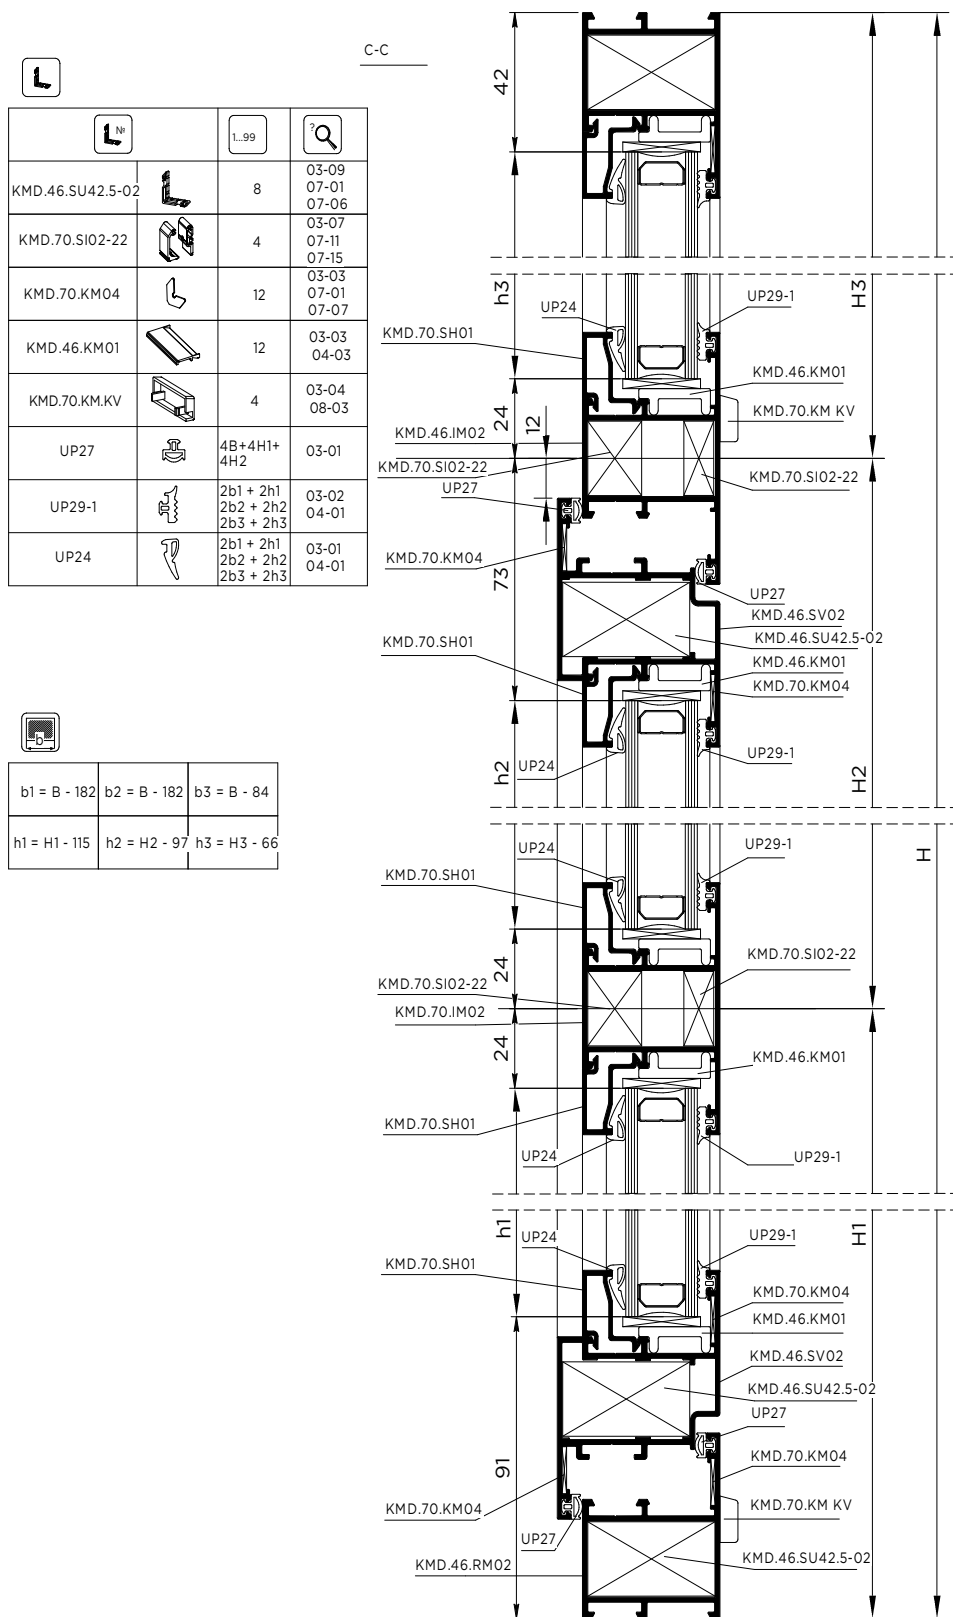 C-C
№
1...99
?
KMD.46.SU42.5-02
8
03-09
07-01
07-06
KMD.70.SI02-22
4
03-07
07-11
07-15
KMD.70.KM04
12
03-03
07-01
07-07
KMD.46.KM01
12
03-03
04-03
KMD.70.KM.KV
4
03-04
08-03
UP27
4B+4H1+
4H2
03-01
UP29-1
2b1 + 2h1
2b2 + 2h2
2b3 + 2h3
03-02
04-01
UP24
2b1 + 2h1
2b2 + 2h2
2b3 + 2h3
03-01
04-01
b
b1 = B - 182
b2 = B - 182
b3 = B - 84
h1 = H1 - 115
h2 = H2 - 97
h3 = H3 - 66
42
h3
H3
UP24
UP29-1
KMD.70.SH01
KMD.46.KM01
24
12
KMD.70.KM KV
KMD.46.IM02
KMD.70.SI02-22
KMD.70.SI02-22
UP27
KMD.70.KM04
73
UP27
KMD.46.SV02
KMD.46.SU42.5-02
KMD.70.SH01
KMD.46.KM01
KMD.70.KM04
UP24
UP29-1
h2
H2
H
UP24
UP29-1
KMD.70.SH01
24
KMD.70.SI02-22
KMD.70.SI02-22
KMD.70.IM02
24
KMD.46.KM01
KMD.70.SH01
UP24
UP29-1
h1
H1
UP24
UP29-1
KMD.70.SH01
KMD.70.KM04
KMD.46.KM01
KMD.46.SV02
KMD.46.SU42.5-02
UP27
91
KMD.70.KM04
KMD.70.KM04
KMD.70.KM KV
UP27
KMD.46.RM02
KMD.46.SU42.5-02